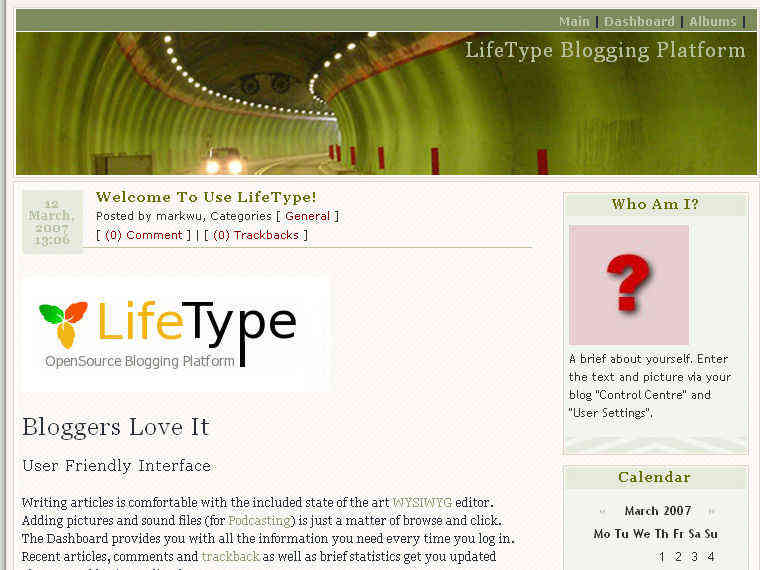 Main | Dashboard | Albums |
LifeType Blogging Platform
12
March,
2007
13:06
Welcome To Use LifeType!
Posted by markwu, Categories [ General ]
[ (0) Comment ] | [ (0) Trackbacks ]
LifeType
OpenSource Blogging Platform
Bloggers Love It
User Friendly Interface
Writing articles is comfortable with the included state of the art WYSIWYG editor.
Adding pictures and sound files (for Podcasting) is just a matter of browse and click.
The Dashboard provides you with all the information you need every time you log in.
Recent articles, comments and trackback as well as brief statistics get you updated
Who Am I?
?
A brief about yourself. Enter
the text and picture via your
blog "Control Centre" and
"User Settings".
Calendar
« March 2007 »
Mo Tu We Th Fr Sa Su
1 2 3 4